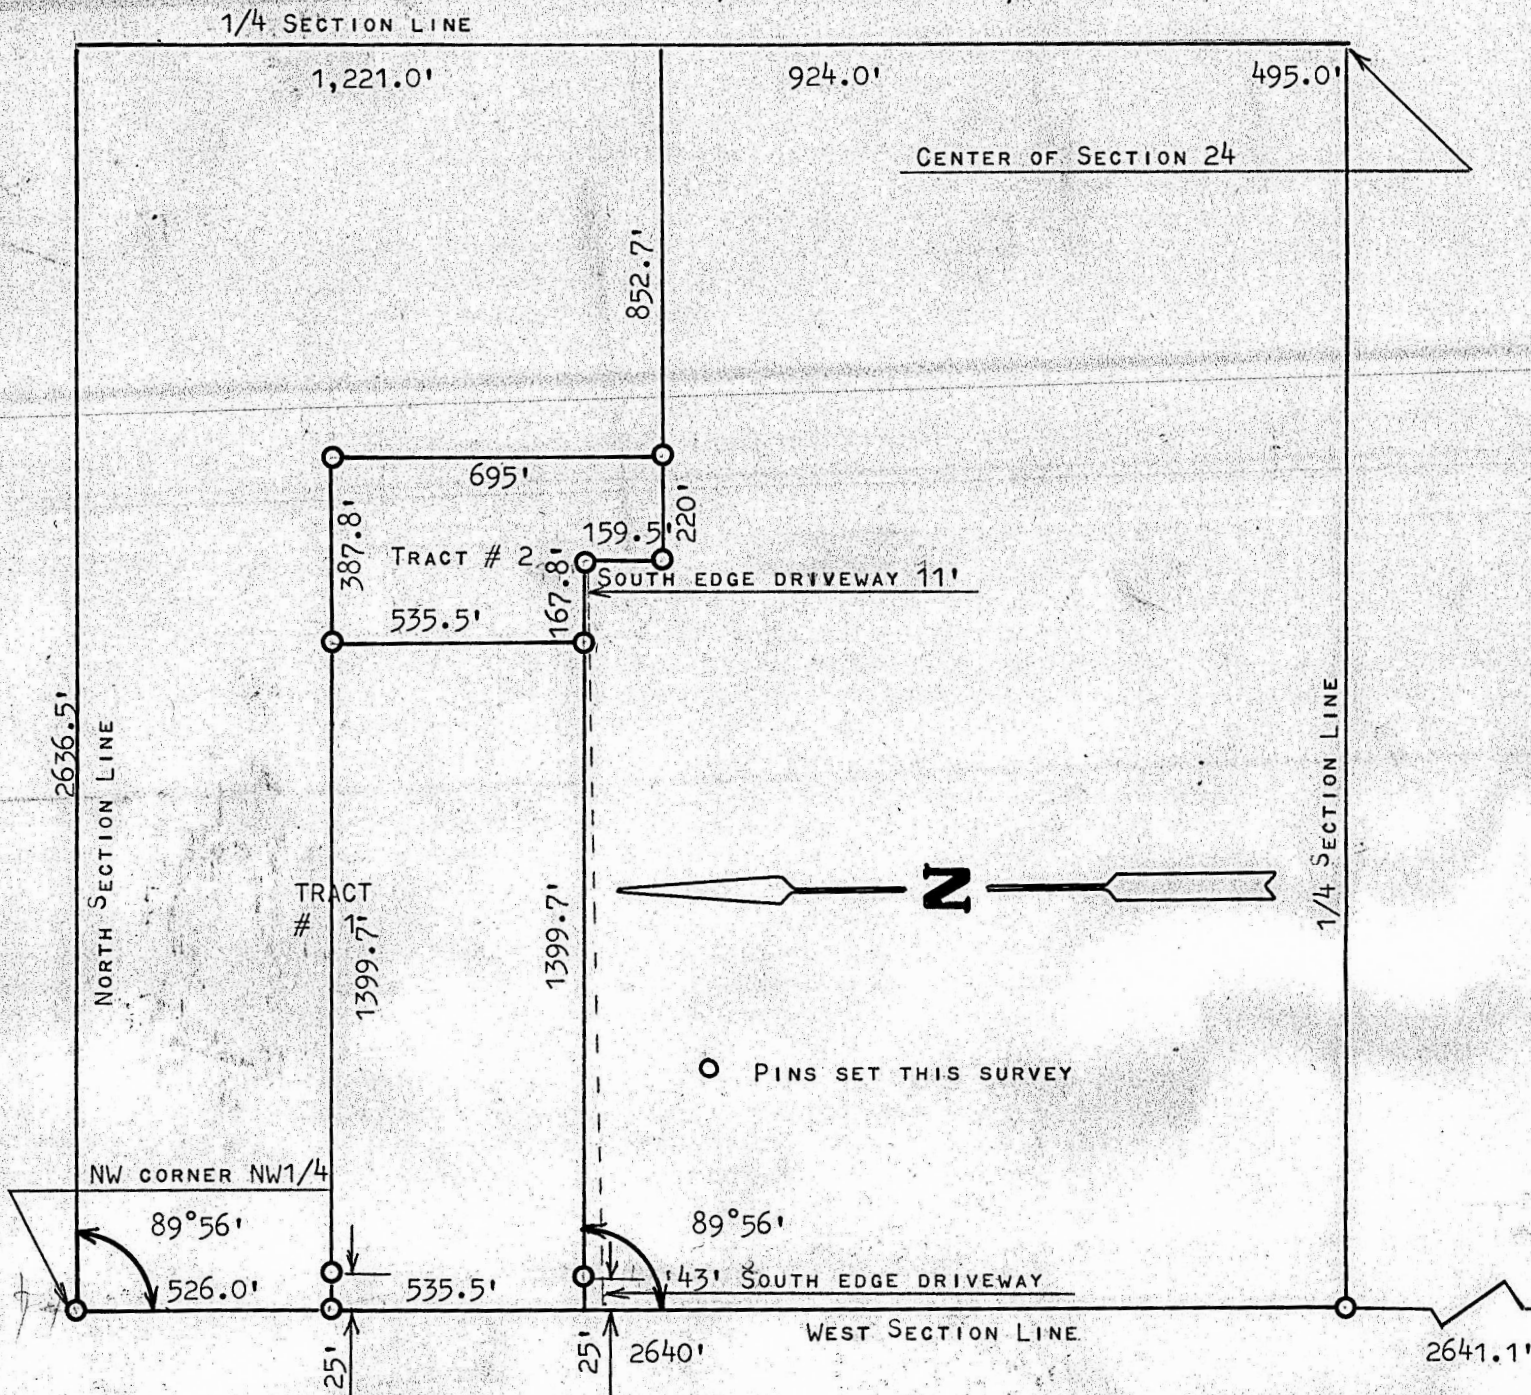 1/4 SECTION LINE
1,221.0'
924.0'
495.0'
CENTER OF SECTION 24
852.7'
695'
387.8'
TRACT # 2
159.5'
220'
167.8'
SOUTH EDGE DRIVEWAY 11'
535.5'
2636.5'
NORTH SECTION LINE
TRACT
# 1
1399.7'
1399.7'
N
1/4 SECTION LINE
PINS SET THIS SURVEY
NW CORNER NW1/4
89°56'
89°56'
526.0'
535.5'
43' SOUTH EDGE DRIVEWAY
WEST SECTION LINE
25'
25'
2640'
2641.1'